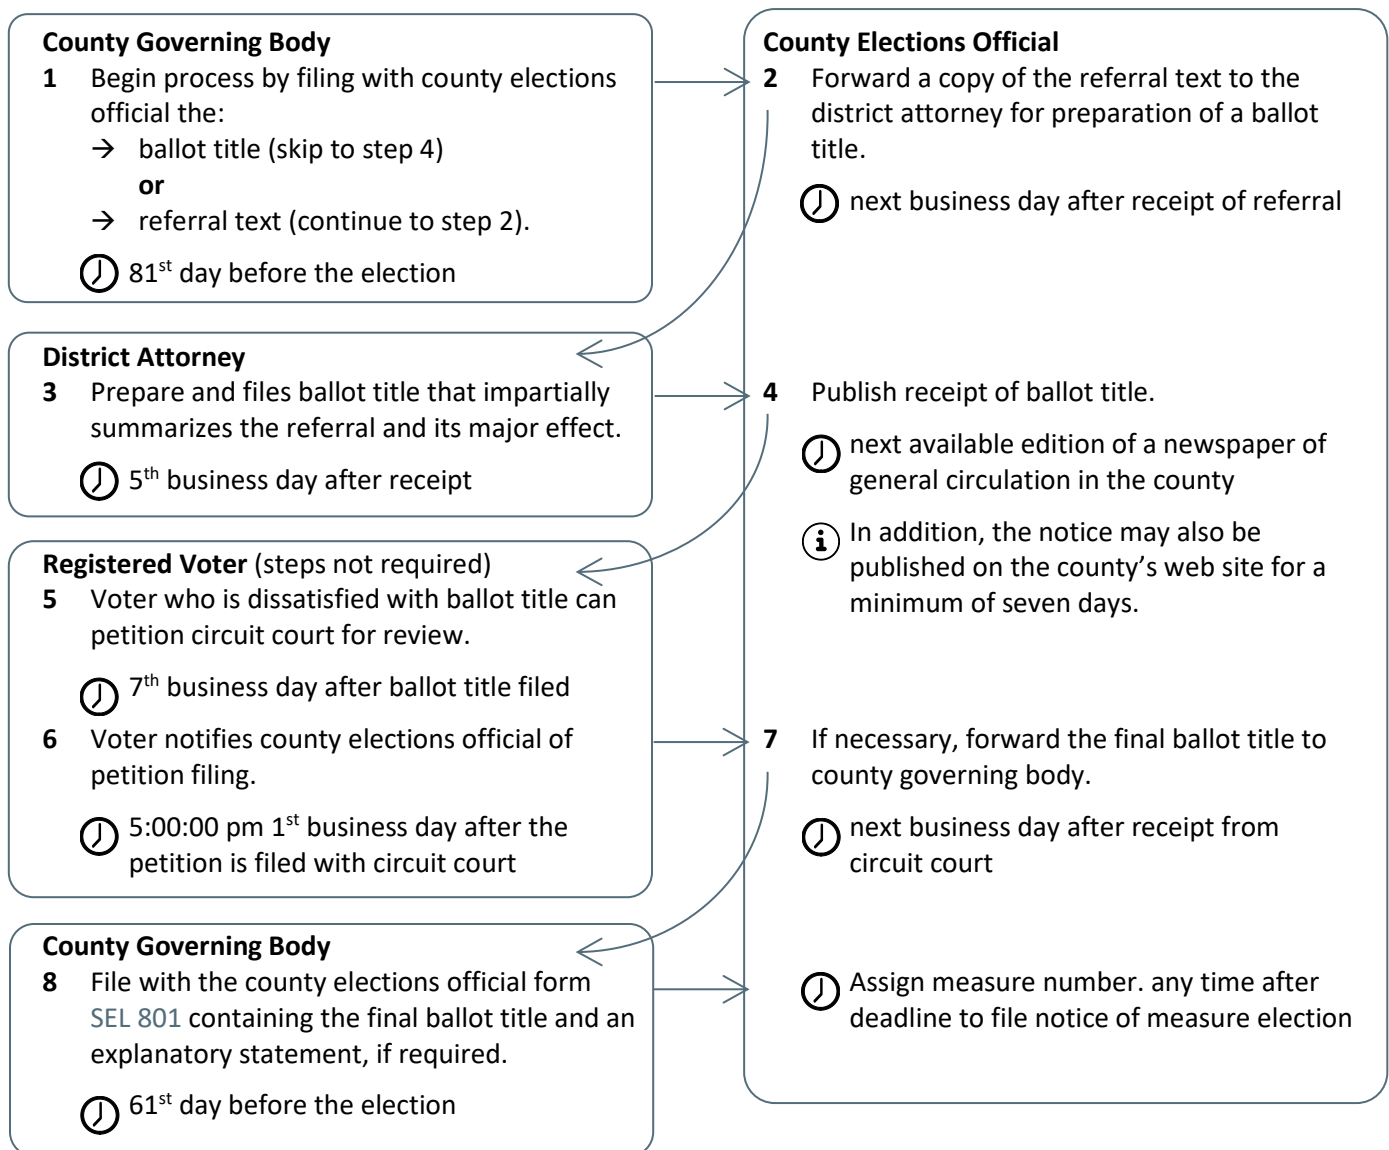 County Governing Body
1 Begin process by filing with county elections
official the:
→ ballot title (skip to step 4)
or
→ referral text (continue to step 2).
81st day before the election
County Elections Official
2 Forward a copy of the referral text to the
district attorney for preparation of a ballot
title.
next business day after receipt of referral
District Attorney
3 Prepare and files ballot title that impartially
summarizes the referral and its major effect.
5th business day after receipt
4 Publish receipt of ballot title.
next available edition of a newspaper of
general circulation in the county
In addition, the notice may also be
published on the county's web site for a
minimum of seven days.
Registered Voter (steps not required)
5 Voter who is dissatisfied with ballot title can
petition circuit court for review.
7th business day after ballot title filed
6 Voter notifies county elections official of
petition filing.
5:00:00 pm 1st business day after the
petition is filed with circuit court
7 If necessary, forward the final ballot title to
county governing body.
next business day after receipt from
circuit court
County Governing Body
8 File with the county elections official form
SEL 801 containing the final ballot title and an
explanatory statement, if required.
61st day before the election
Assign measure number. any time after
deadline to file notice of measure election